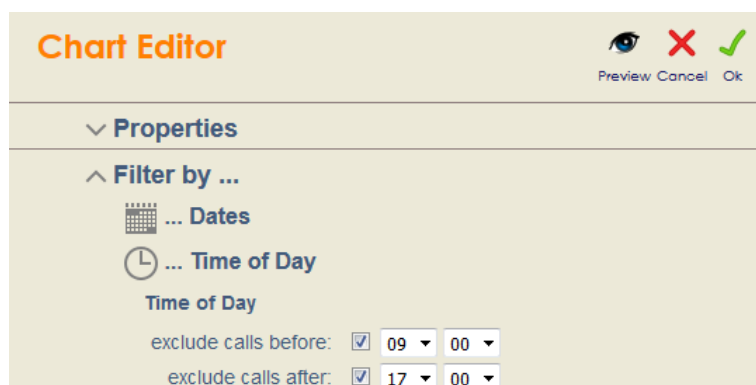 Chart Editor
Preview Cancel Ok
Properties
Filter by ...
... Dates
... Time of Day
Time of Day
exclude calls before: 09 00
exclude calls after: 17 00